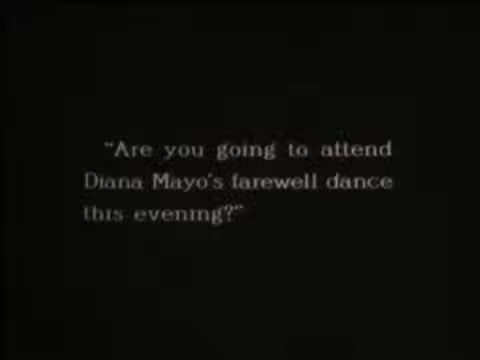 "Are you going to attend
Diana Mayo's farewell dance
this evening?"